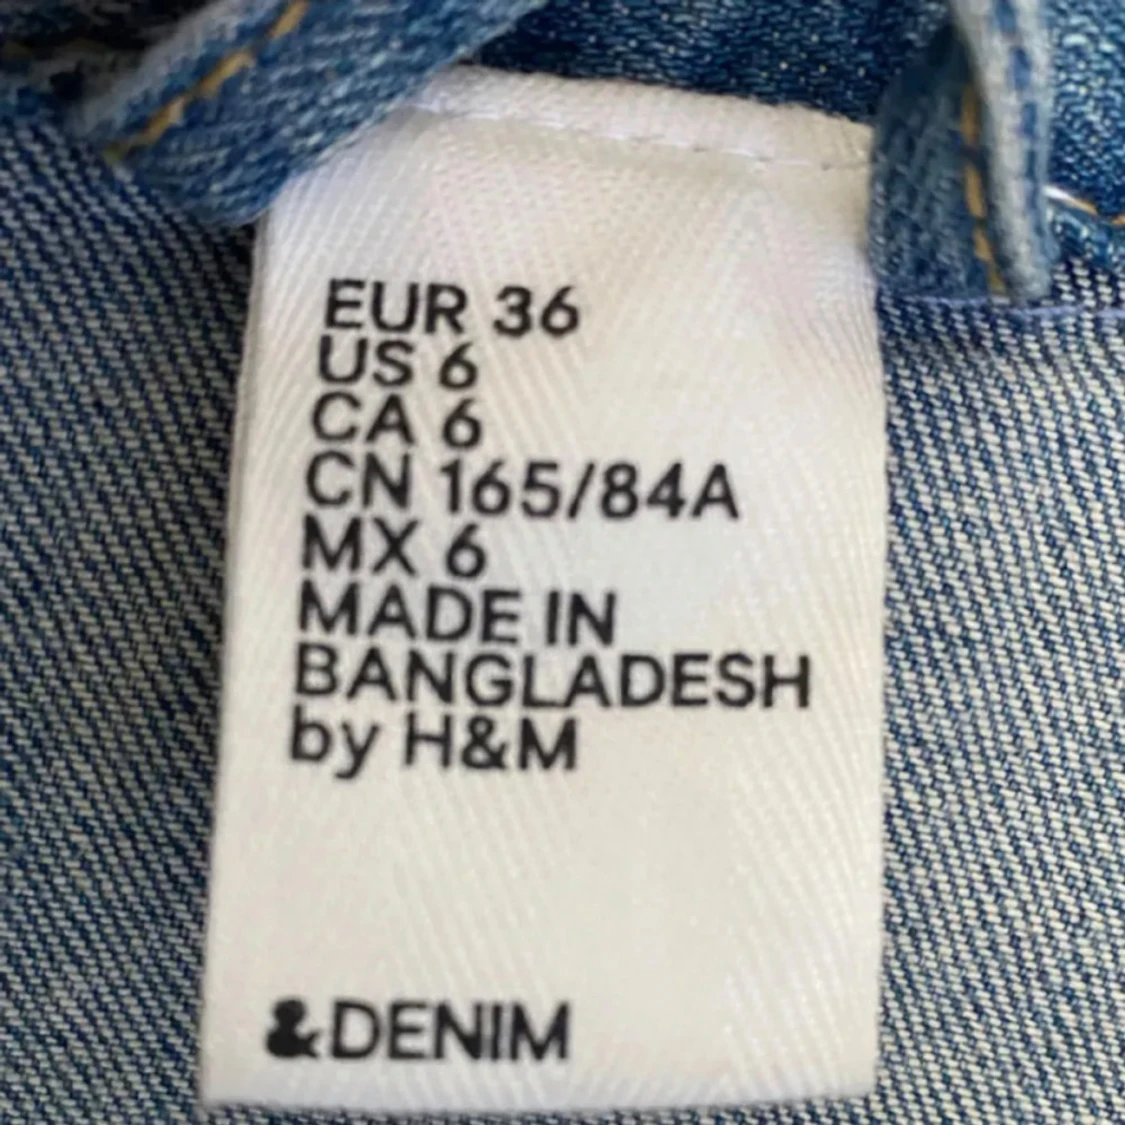 EUR 36
US 6
CA 6
CN 165/84A
MX 6
MADE IN
BANGLADESH
by H&M
&DENIM